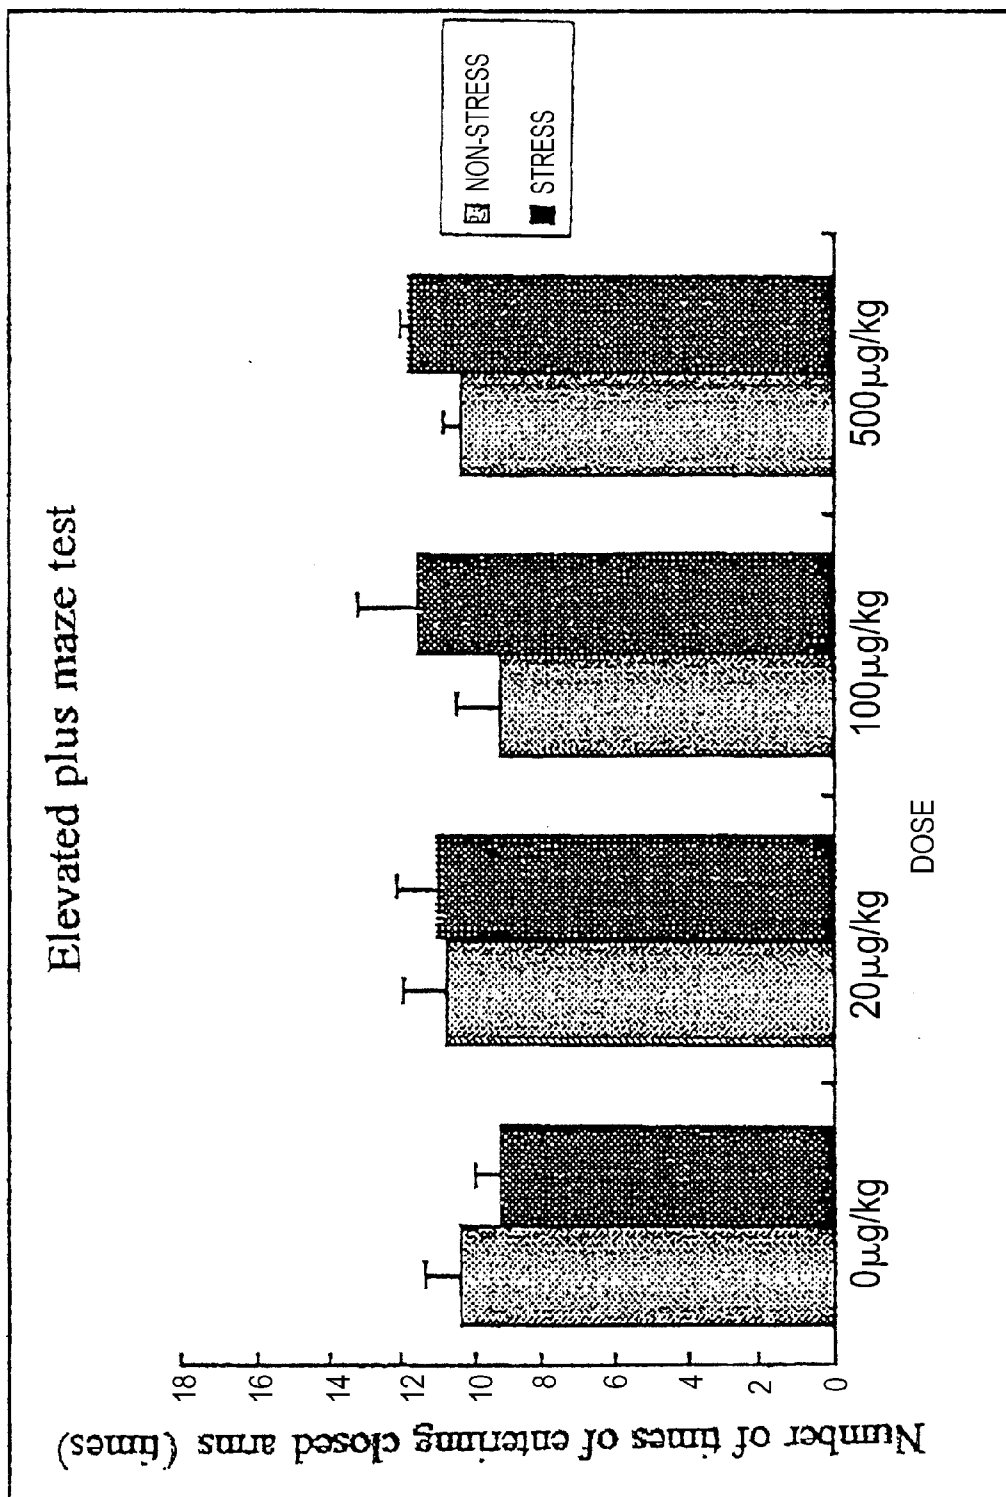 Elevated plus maze test
NON-STRESS
STRESS
Number of times of entering closed arms (times)
18
16
14
12
10
8
6
4
2
0
0μg/kg
20μg/kg
100μg/kg
500μg/kg
DOSE